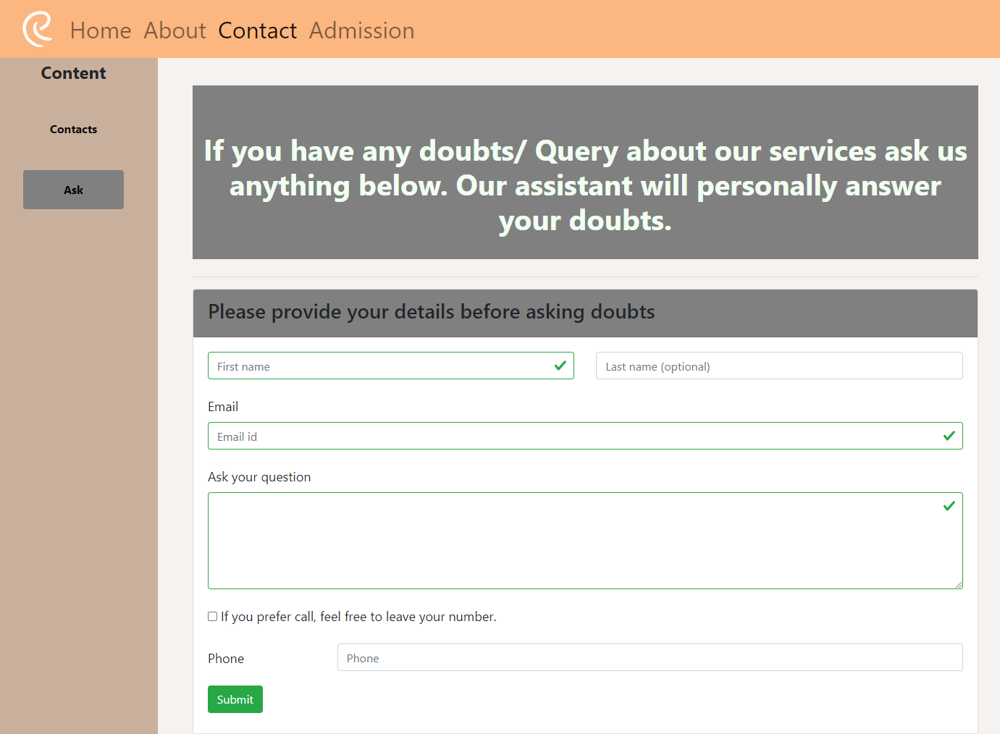 Home About Contact Admission
Content
Contacts
Ask
If you have any doubts/ Query about our services ask us
anything below. Our assistant will personally answer
your doubts.
Please provide your details before asking doubts
First name
Last name (optional)
Email
Email id
Ask your question
If you prefer call, feel free to leave your number.
Phone
Phone
Submit